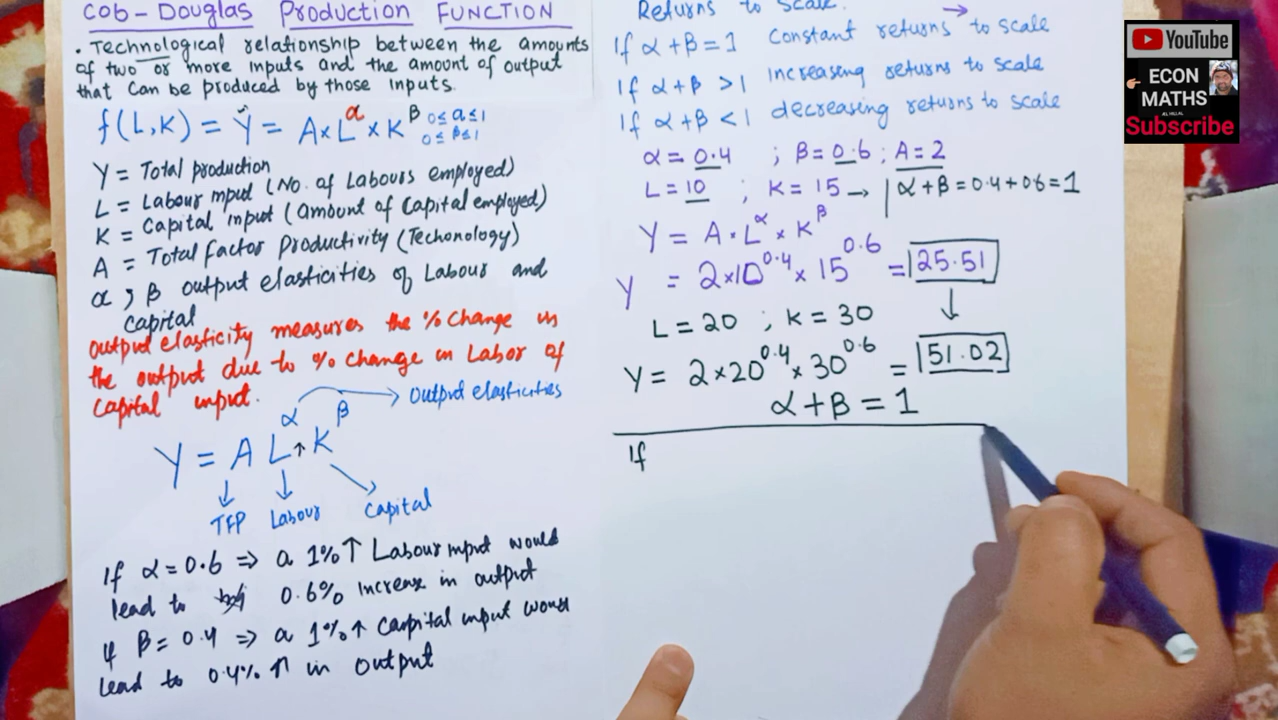 Cob-Douglas Production FUNCTION
. Technological relationship between the amounts
of two or more inputs and the amount of output
that can be produced by those inputs.
f(L,K) = Y = A×L^α × K^β 0≤α≤1
0≤β≤1
Y = Total production
L = Labour input (No. of Labours employed)
K = Capital input (Amount of Capital employed)
A = Total factor Productivity (Techonology)
α, β output elasticities of Labour and
Capital
Output elasticity measures the % change in
the output due to % change in Labor of
Capital input.
α β → Output elasticities
Y = A L↑ K
TFP Labour Capital
If α = 0.6 ⇒ a 1%↑ Labour input would
lead to 0.6% increase in output
If β = 0.4 ⇒ a 1%↑ Carpital input would
lead to 0.4% ↑ in output
Returns to Scale.
If α+β=1 Constant returns to scale
If α+β >1 Increasing returns to scale
If α+β <1 decreasing returns to scale
α = 0.4 ; β = 0.6 ; A = 2
L = 10 ; K = 15 → | α+β = 0.4+0.6=1
Y = A·L^α × K^β
Y = 2×10^0.4 × 15^0.6 = 25.51
↓
L = 20 ; K = 30
Y = 2×20^0.4 × 30^0.6 = 51.02
α+β = 1
If
YouTube
ECON
MATHS
Subscribe